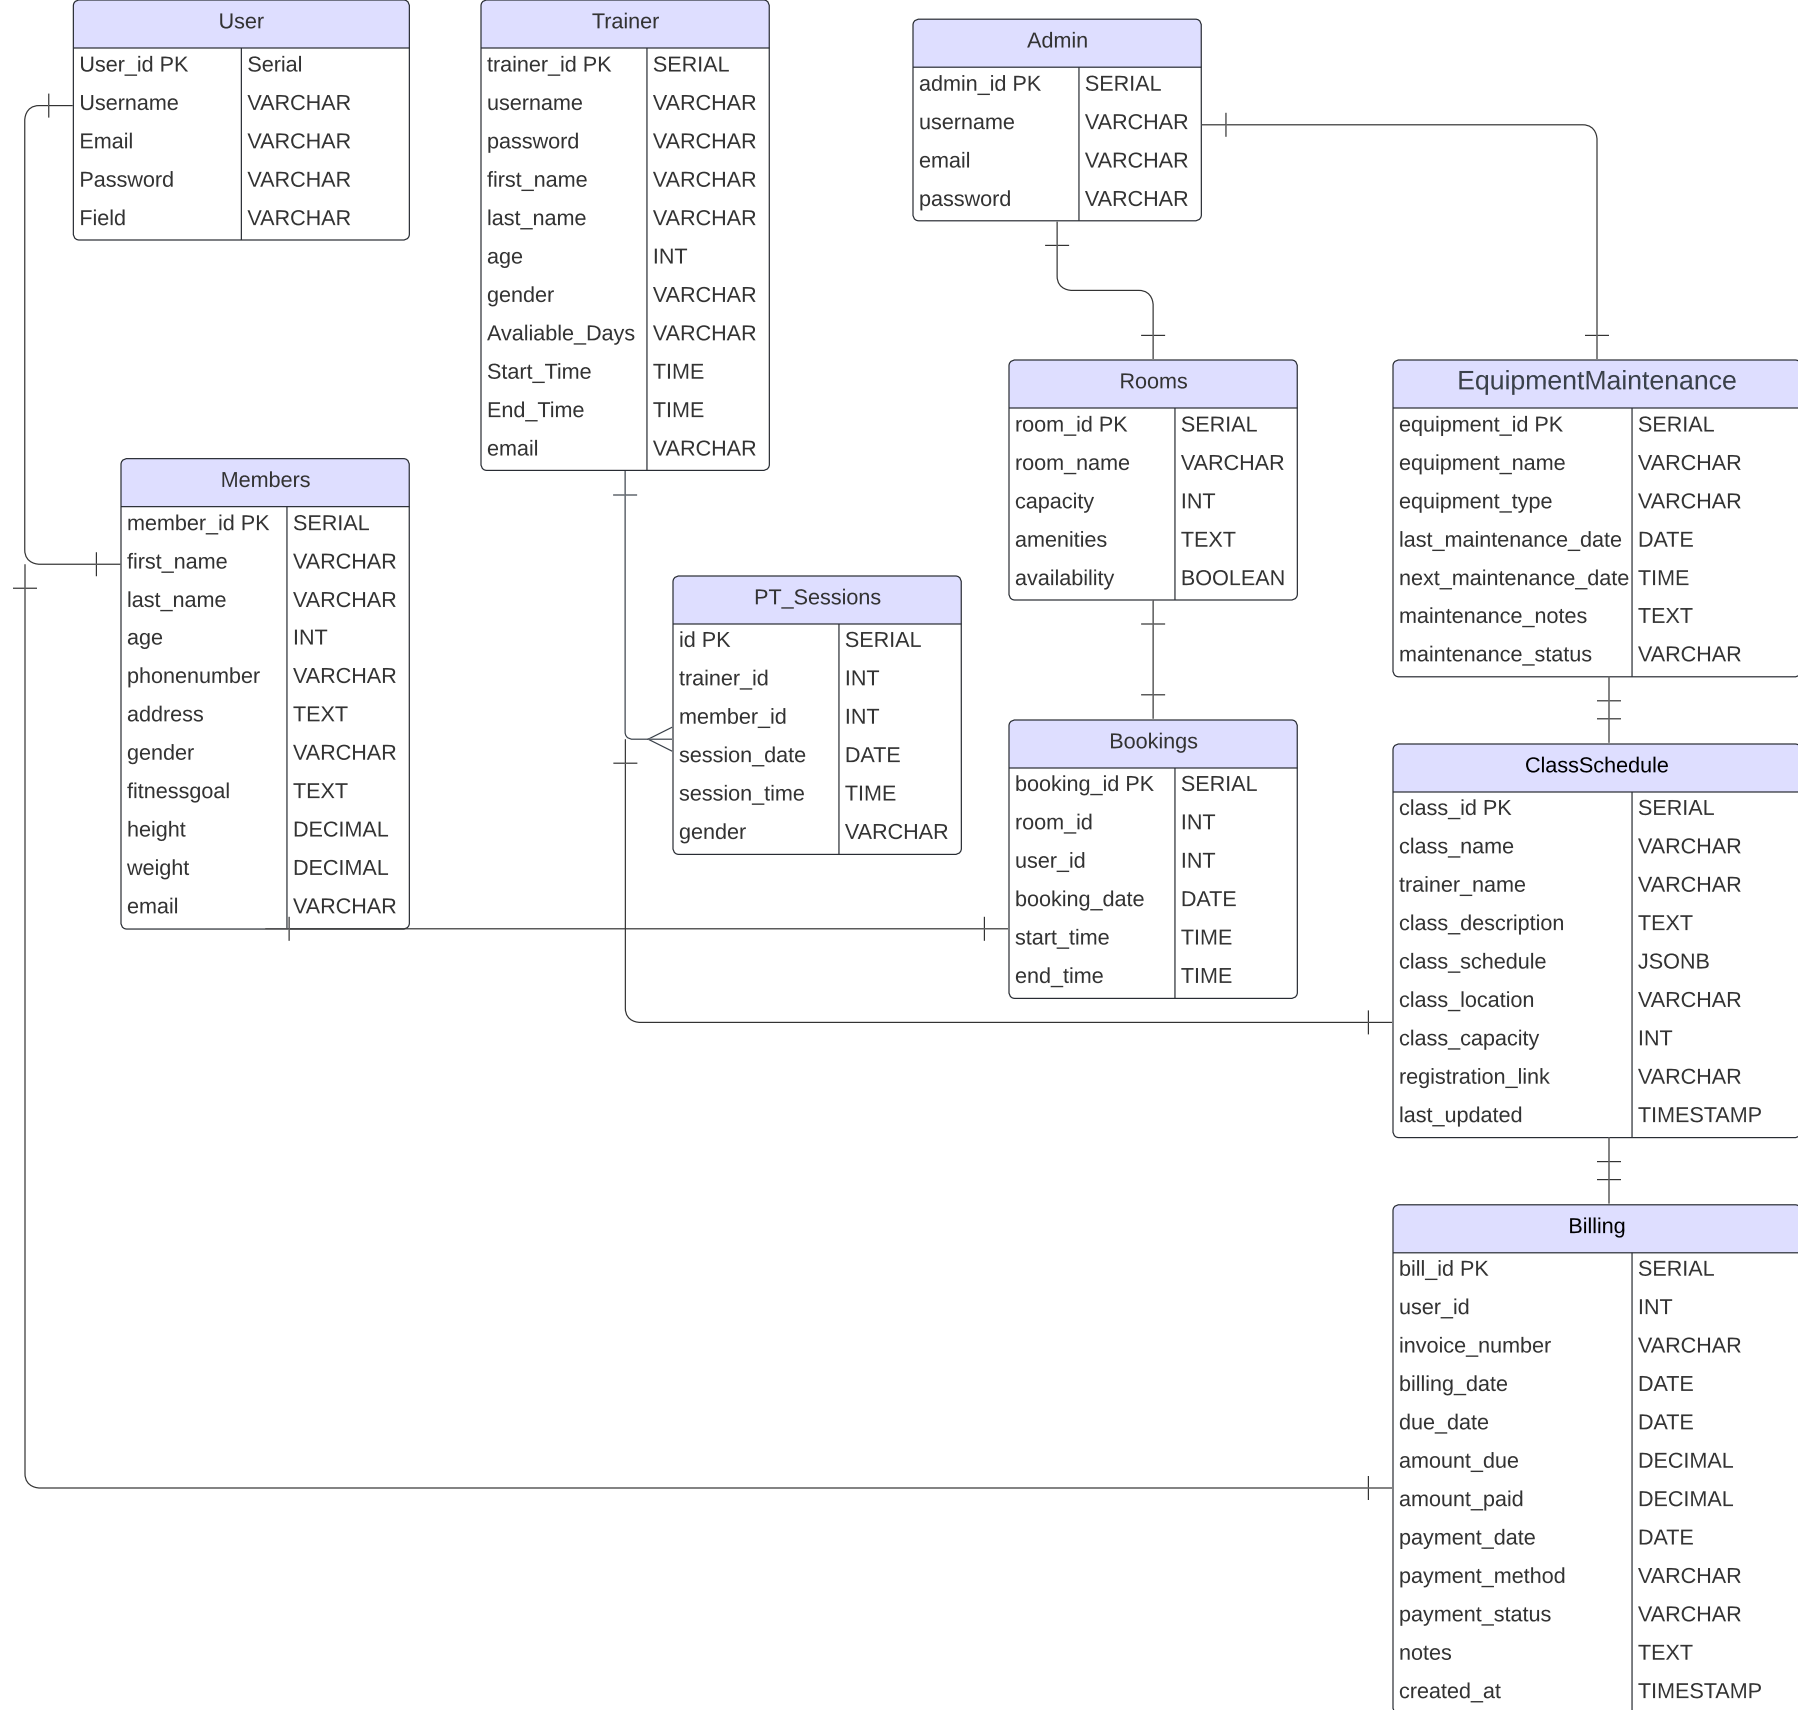 User
User_id PK Serial
Username VARCHAR
Email VARCHAR
Password VARCHAR
Field VARCHAR
Trainer
trainer_id PK SERIAL
username VARCHAR
password VARCHAR
first_name VARCHAR
last_name VARCHAR
age INT
gender VARCHAR
Avaliable_Days VARCHAR
Start_Time TIME
End_Time TIME
email VARCHAR
Admin
admin_id PK SERIAL
username VARCHAR
email VARCHAR
password VARCHAR
Rooms
room_id PK SERIAL
room_name VARCHAR
capacity INT
amenities TEXT
availability BOOLEAN
EquipmentMaintenance
equipment_id PK SERIAL
equipment_name VARCHAR
equipment_type VARCHAR
last_maintenance_date DATE
next_maintenance_date TIME
maintenance_notes TEXT
maintenance_status VARCHAR
Members
member_id PK SERIAL
first_name VARCHAR
last_name VARCHAR
age INT
phonenumber VARCHAR
address TEXT
gender VARCHAR
fitnessgoal TEXT
height DECIMAL
weight DECIMAL
email VARCHAR
PT_Sessions
id PK SERIAL
trainer_id INT
member_id INT
session_date DATE
session_time TIME
gender VARCHAR
Bookings
booking_id PK SERIAL
room_id INT
user_id INT
booking_date DATE
start_time TIME
end_time TIME
ClassSchedule
class_id PK SERIAL
class_name VARCHAR
trainer_name VARCHAR
class_description TEXT
class_schedule JSONB
class_location VARCHAR
class_capacity INT
registration_link VARCHAR
last_updated TIMESTAMP
Billing
bill_id PK SERIAL
user_id INT
invoice_number VARCHAR
billing_date DATE
due_date DATE
amount_due DECIMAL
amount_paid DECIMAL
payment_date DATE
payment_method VARCHAR
payment_status VARCHAR
notes TEXT
created_at TIMESTAMP